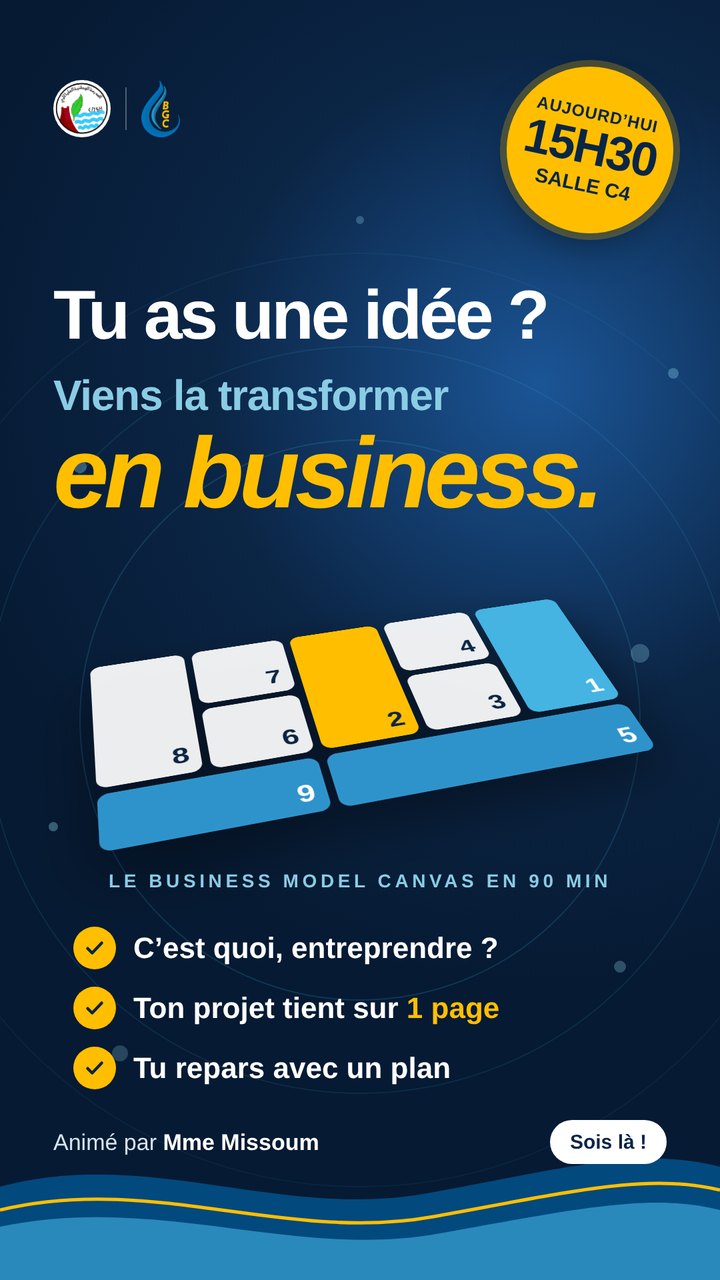 BGC
AUJOURD’HUI
15H30
SALLE C4
Tu as une idée ?
Viens la transformer
en business.
7
4
8
6
2
3
1
9
5
LE BUSINESS MODEL CANVAS EN 90 MIN
C’est quoi, entreprendre ?
Ton projet tient sur 1 page
Tu repars avec un plan
Animé par Mme Missoum
Sois là !